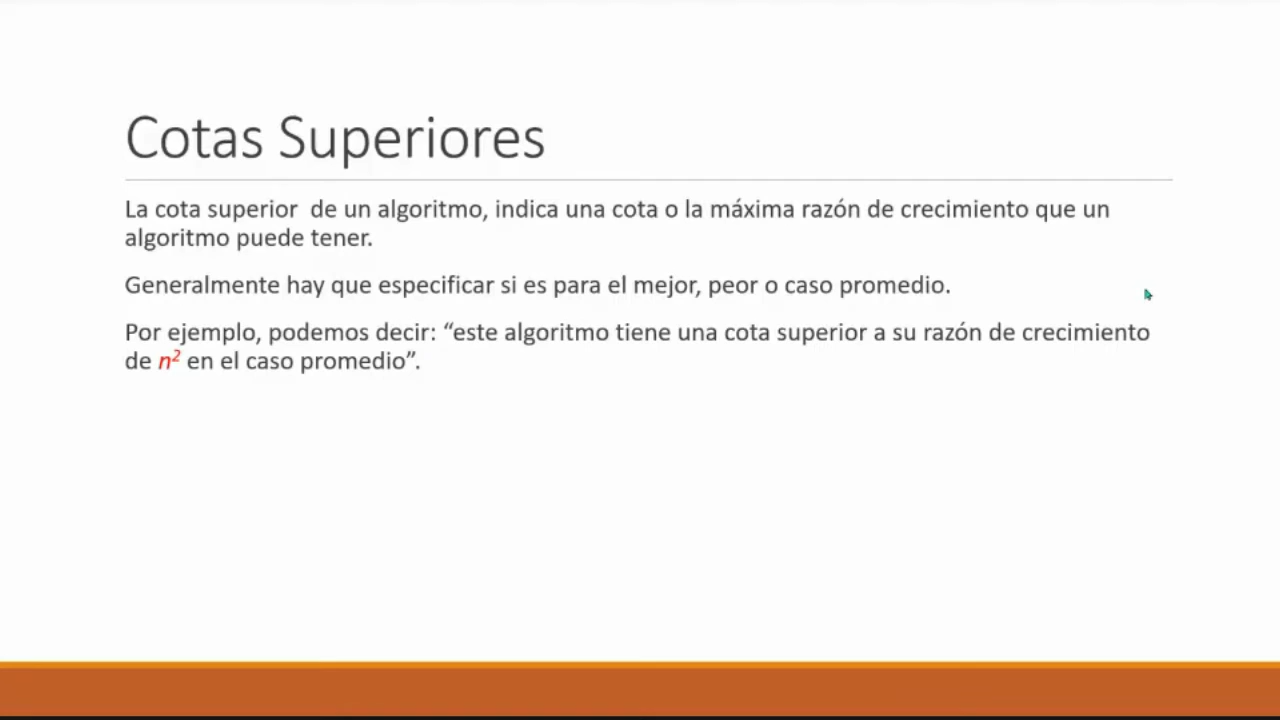 Cotas Superiores
La cota superior  de un algoritmo, indica una cota o la máxima razón de crecimiento que un
algoritmo puede tener.
Generalmente hay que especificar si es para el mejor, peor o caso promedio.
Por ejemplo, podemos decir: “este algoritmo tiene una cota superior a su razón de crecimiento
de n² en el caso promedio”.